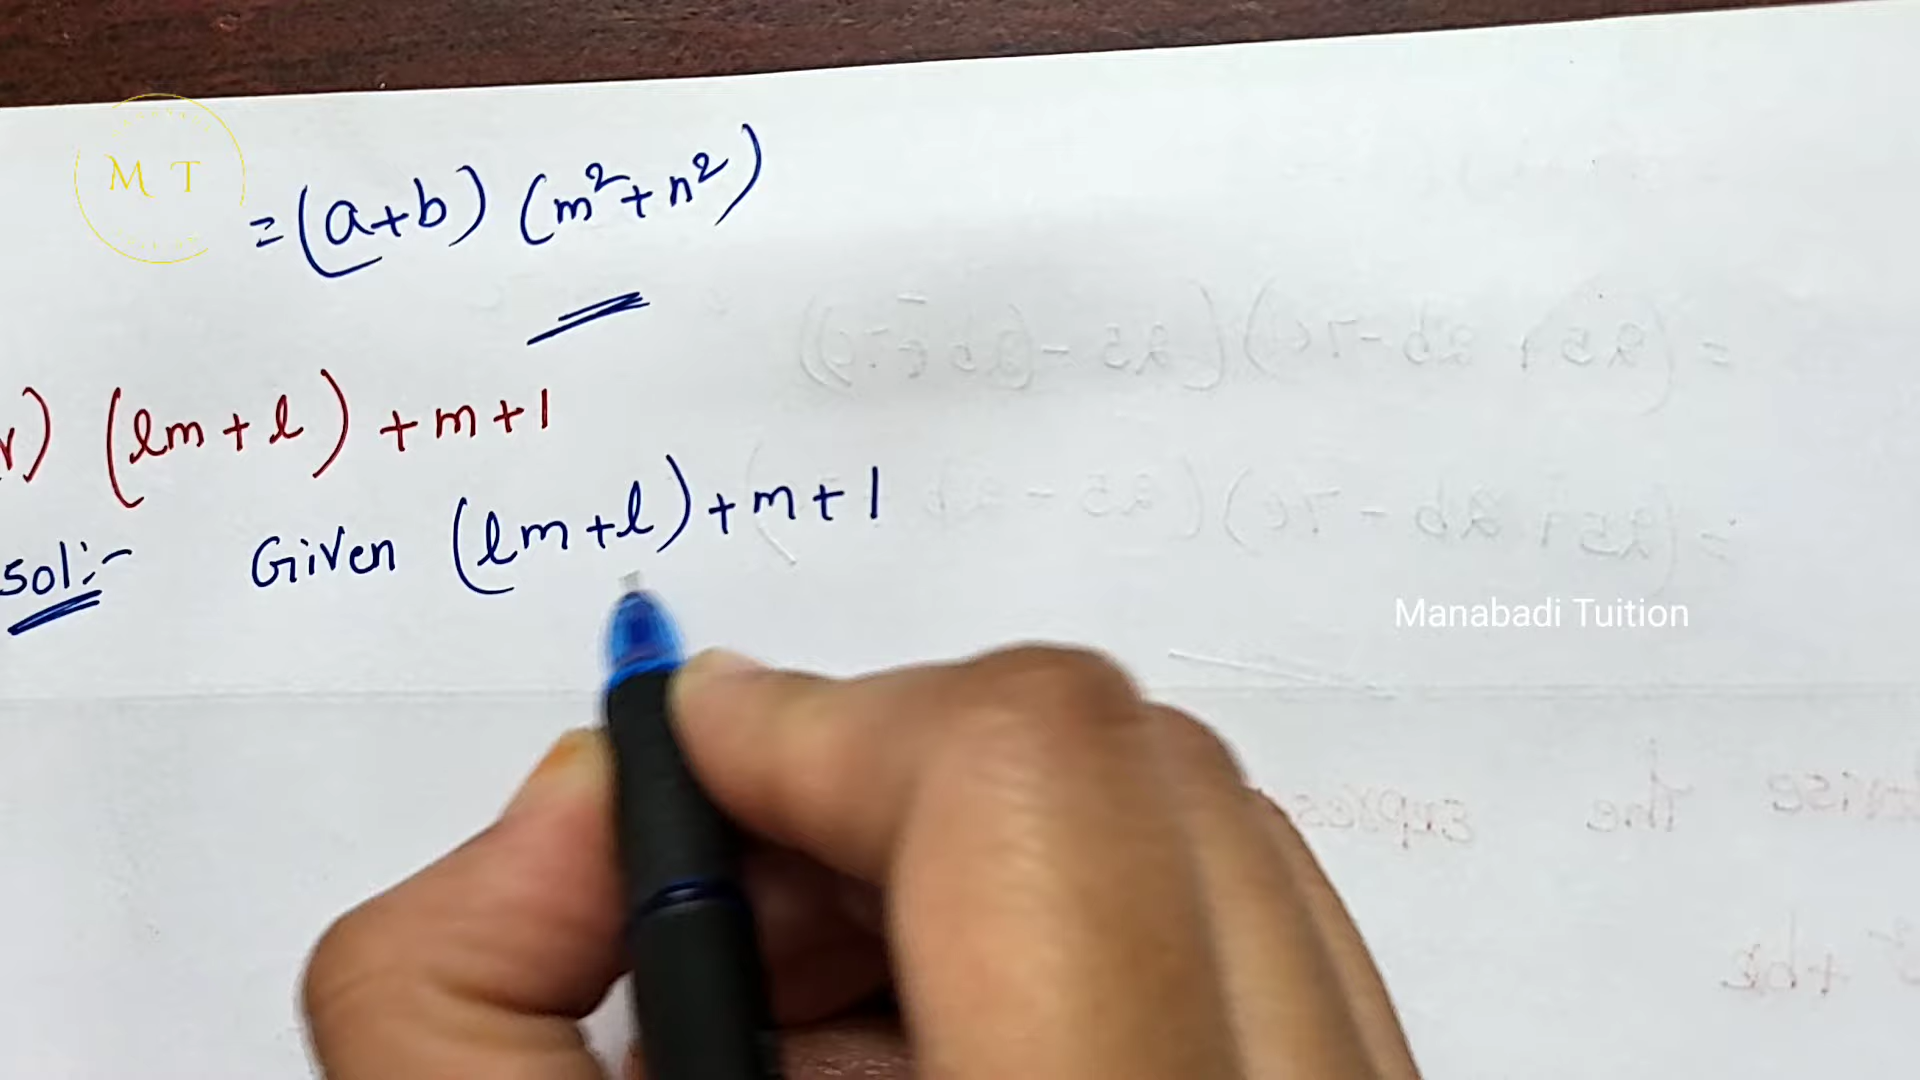 M T
= (a+b) (m²+n²)
v) (lm+l)+m+1
Sol:- Given (lm+l)+m+1
Manabadi Tuition